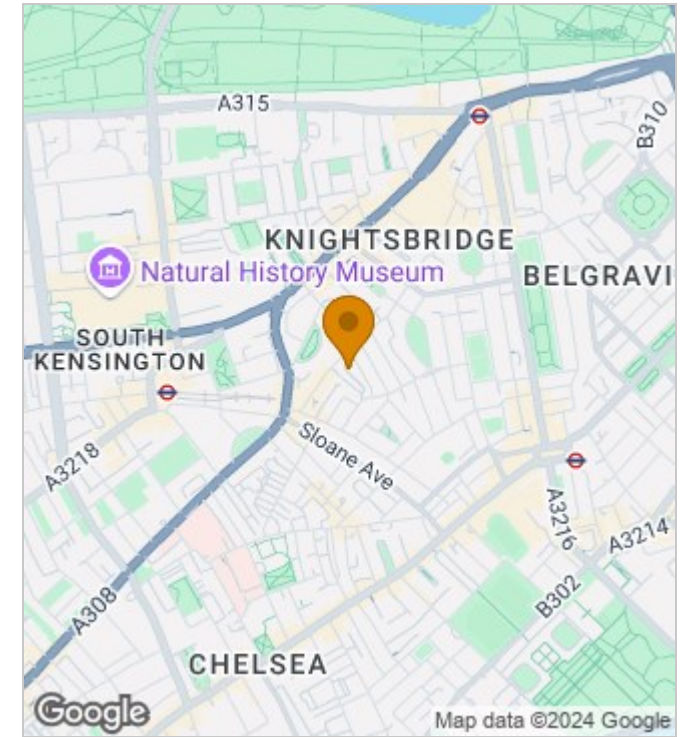 A315
B310
KNIGHTSBRIDGE
Natural History Museum
BELGRAVI
SOUTH
KENSINGTON
A3218
Sloane Ave
A3216
A3214
B302
A308
CHELSEA
Google
Map data ©2024 Google